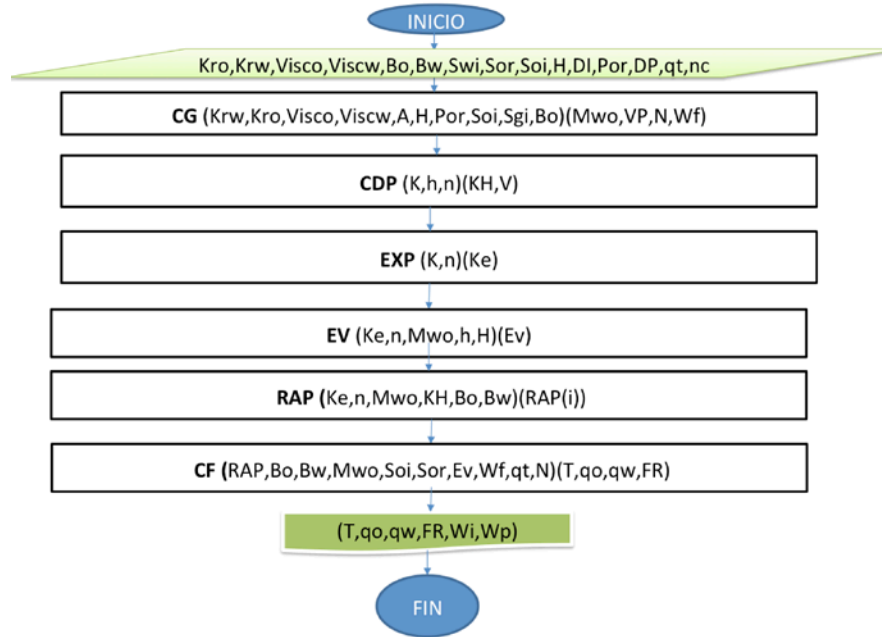 INICIO
Kro,Krw,Visco,Viscw,Bo,Bw,Swi,Sor,Soi,H,DI,Por,DP,qt,nc
CG (Krw,Kro,Visco,Viscw,A,H,Por,Soi,Sgi,Bo)(Mwo,VP,N,Wf)
CDP (K,h,n)(KH,V)
EXP (K,n)(Ke)
EV (Ke,n,Mwo,h,H)(Ev)
RAP (Ke,n,Mwo,KH,Bo,Bw)(RAP(i))
CF (RAP,Bo,Bw,Mwo,Soi,Sor,Ev,Wf,qt,N)(T,qo,qw,FR)
(T,qo,qw,FR,Wi,Wp)
FIN